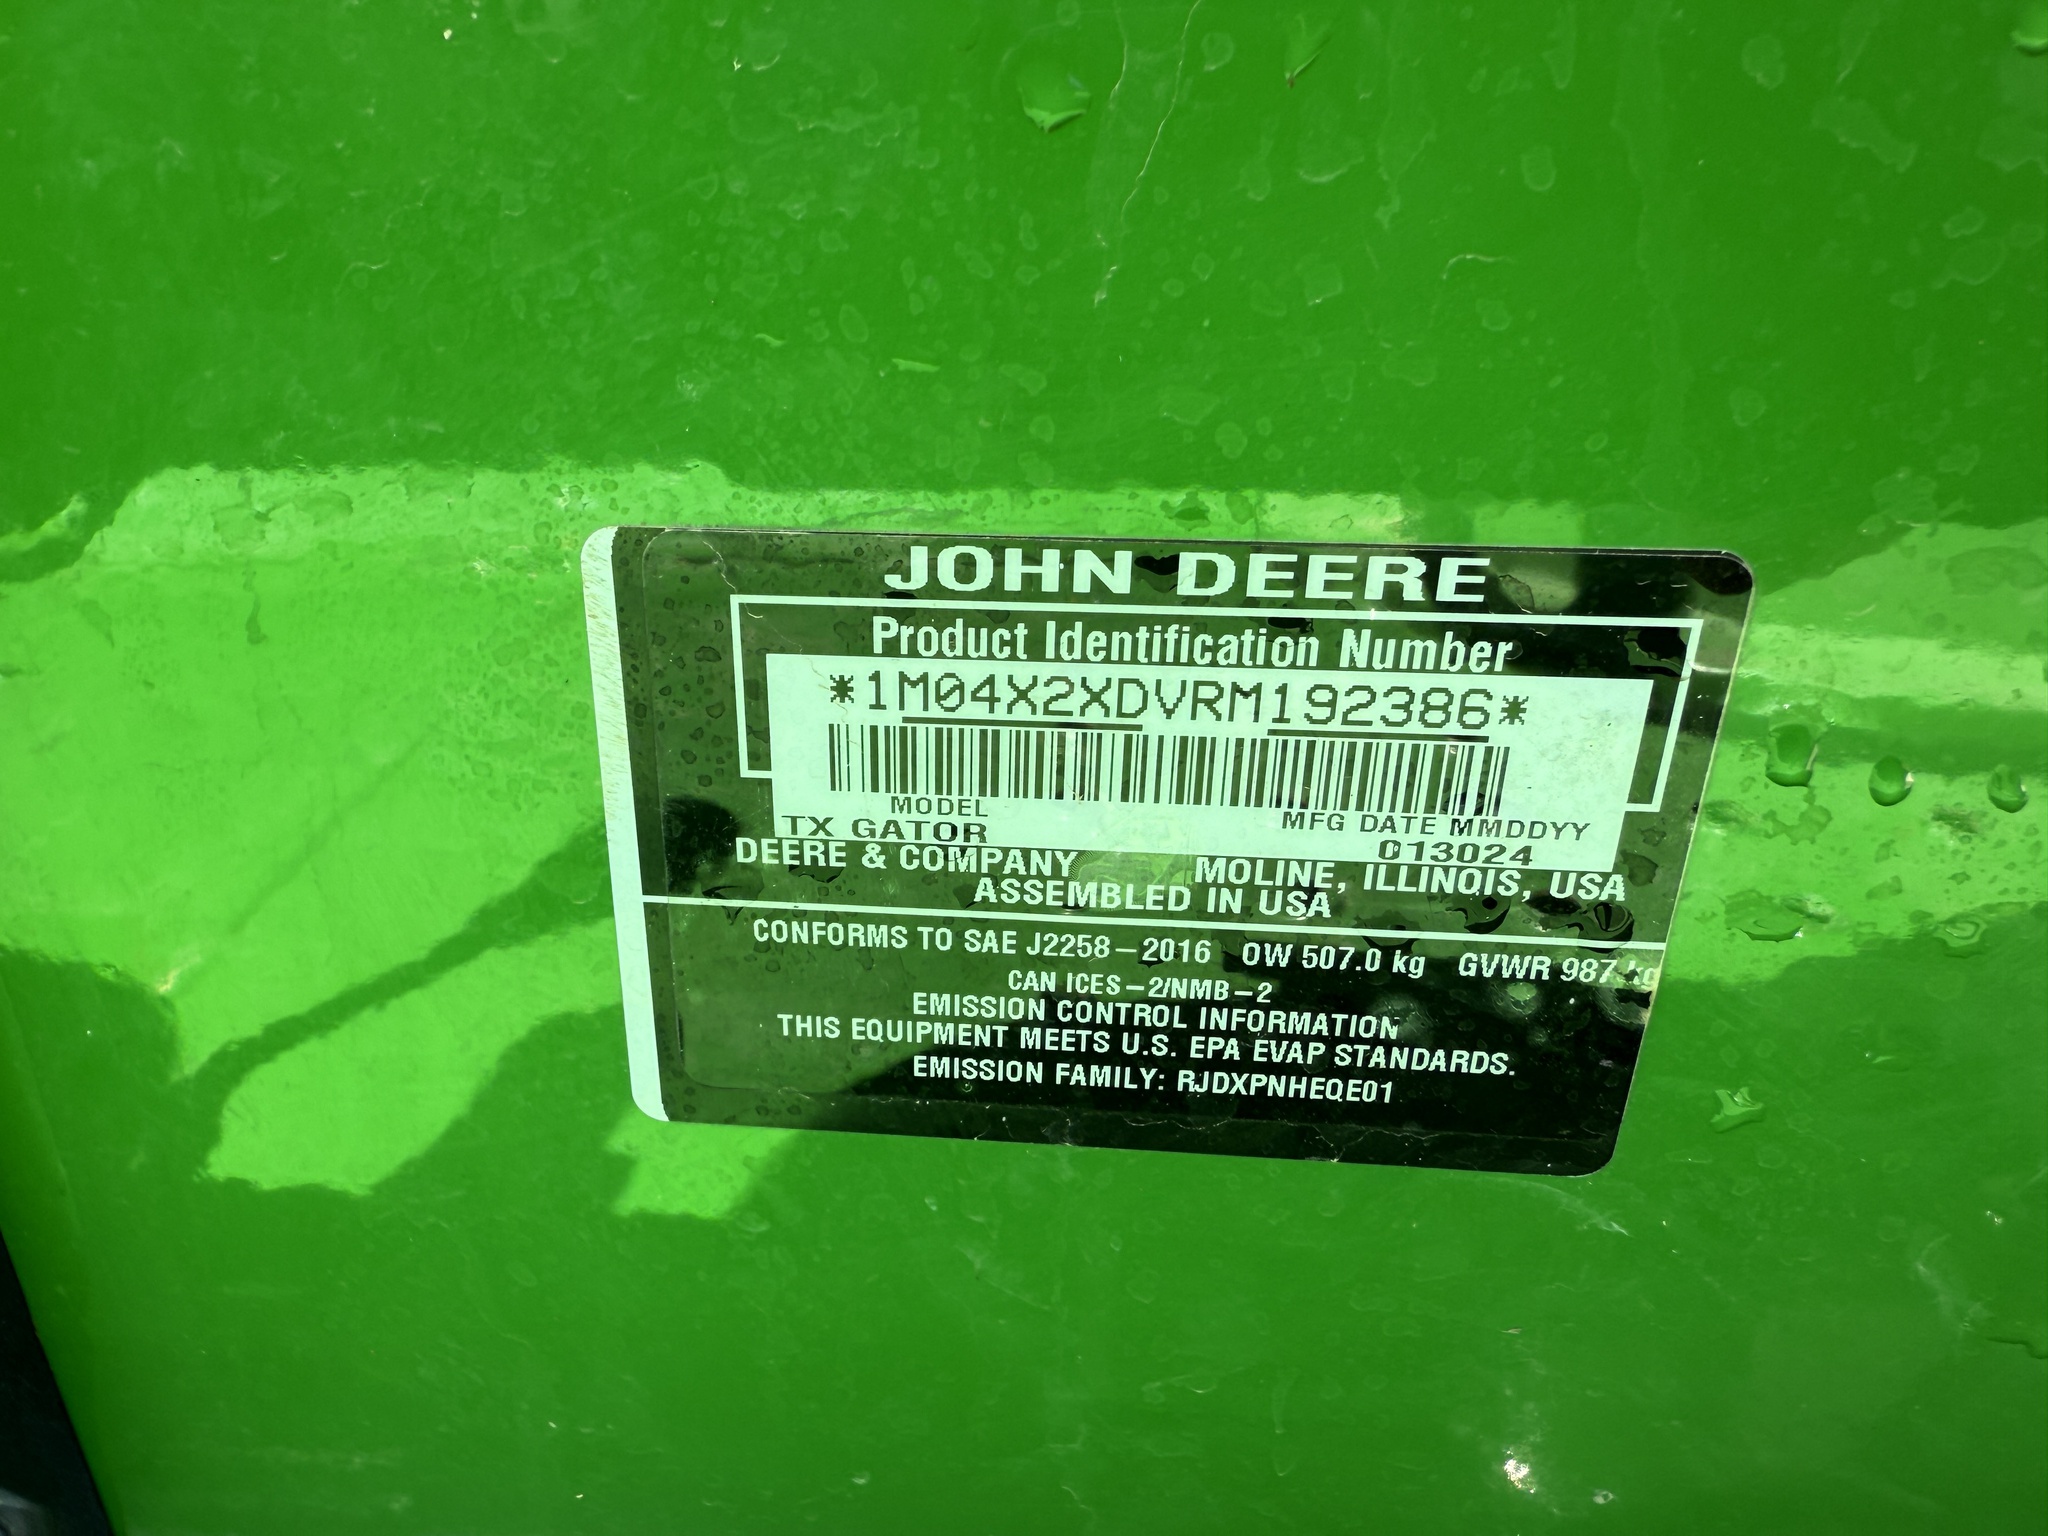 JOHN DEERE
Product Identification Number
*1M04X2XDVRM192386*
MODEL MFG DATE MMDDYY
TX GATOR 013024
DEERE & COMPANY MOLINE, ILLINOIS, USA
ASSEMBLED IN USA
CONFORMS TO SAE J2258-2016 OW 507.0 kg GVWR 987 kg
CAN ICES-2/NMB-2
EMISSION CONTROL INFORMATION
THIS EQUIPMENT MEETS U.S. EPA EVAP STANDARDS.
EMISSION FAMILY: RJDXPNHEQE01